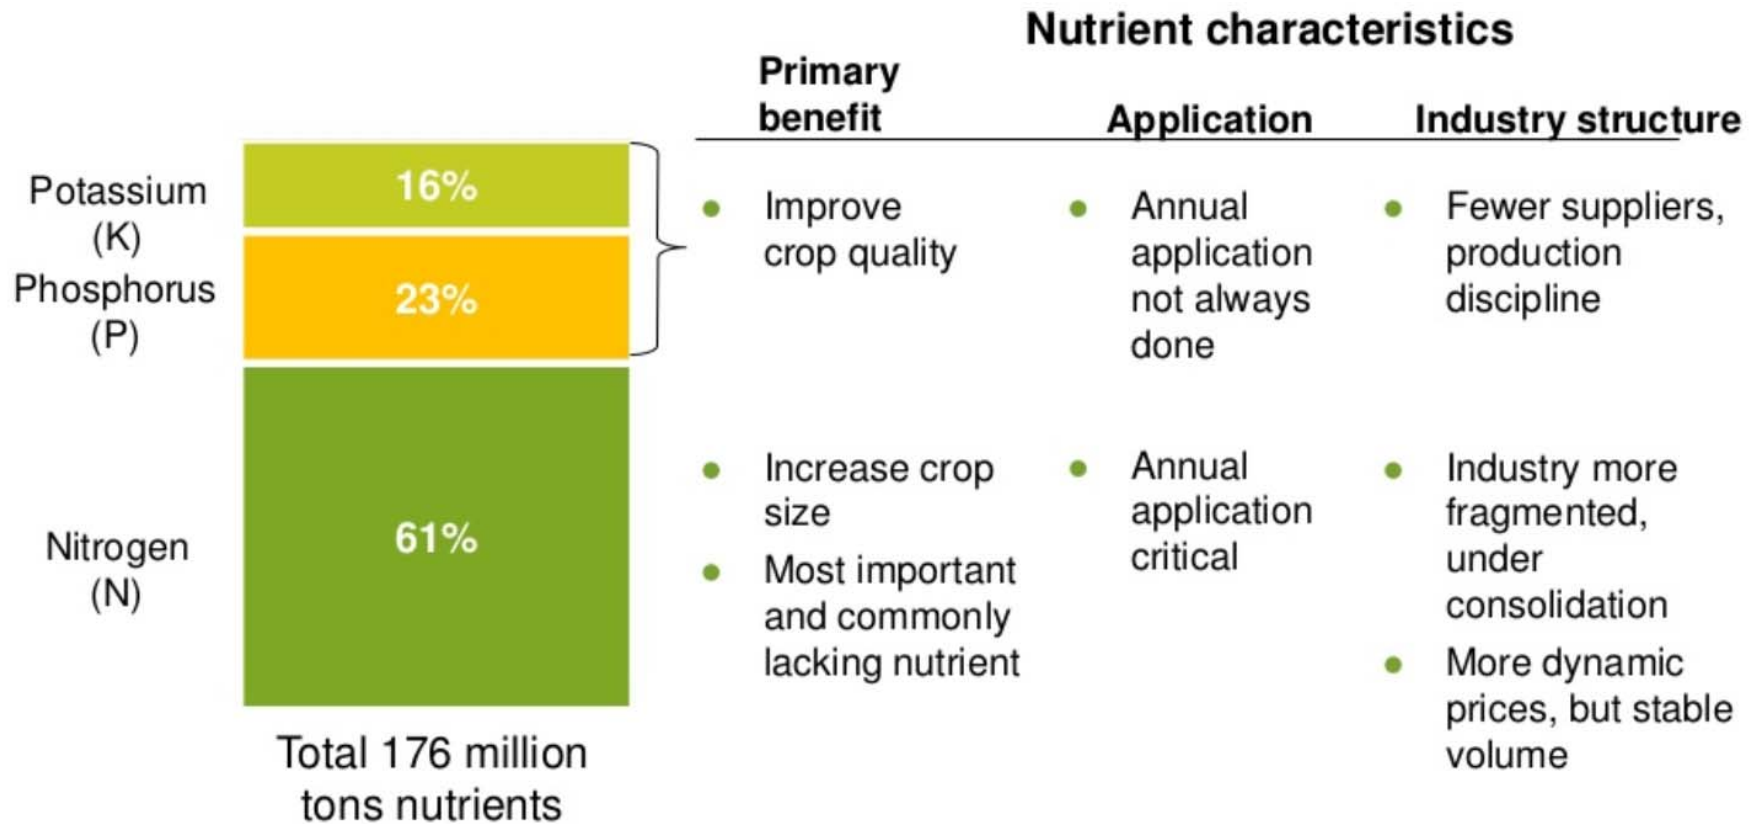 Nutrient characteristics
Primary
benefit
Application
Industry structure
Potassium
(K)
16%
Phosphorus
(P)
23%
Improve
crop quality
Annual
application
not always
done
Fewer suppliers,
production
discipline
Nitrogen
(N)
61%
Increase crop
size
Most important
and commonly
lacking nutrient
Annual
application
critical
Industry more
fragmented,
under
consolidation
More dynamic
prices, but stable
volume
Total 176 million
tons nutrients